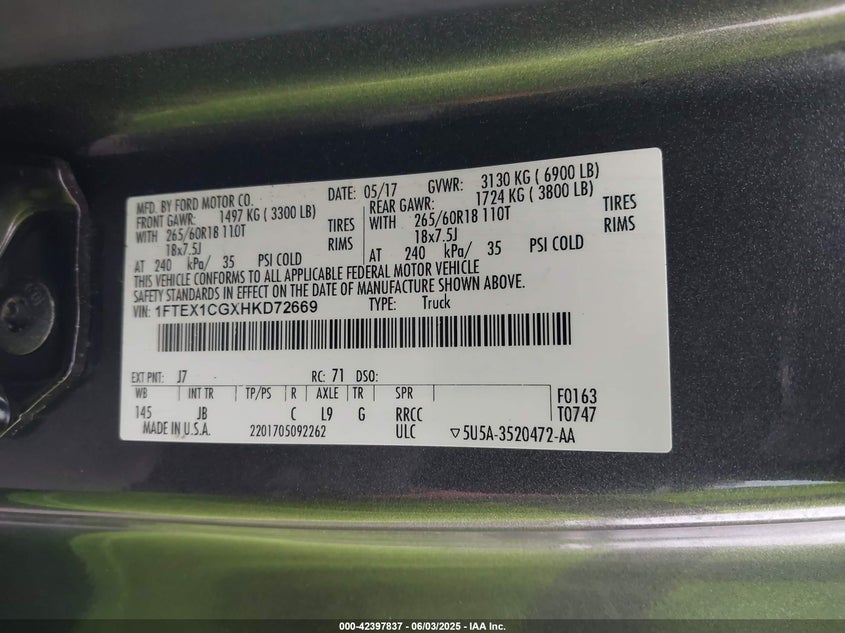 MFD. BY FORD MOTOR CO. DATE: 05/17 GVWR: 3130 KG ( 6900 LB)
FRONT GAWR: 1497 KG ( 3300 LB) REAR GAWR: 1724 KG ( 3800 LB)
WITH 265/60R18 110T TIRES WITH 265/60R18 110T TIRES
18x7.5J RIMS 18x7.5J RIMS
AT 240 kPa/ 35 PSI COLD AT 240 kPa/ 35 PSI COLD
THIS VEHICLE CONFORMS TO ALL APPLICABLE FEDERAL MOTOR VEHICLE
SAFETY STANDARDS IN EFFECT ON THE DATE OF MANUFACTURE SHOWN ABOVE.
VIN: 1FTEX1CGXHKD72669 TYPE: Truck
EXT PNT: J7 RC: 71 DSO:
WB INT TR TP/PS R AXLE TR SPR F0163
145 JB C L9 G RRCC T0747
MADE IN U.S.A. 2201705092262 ULC ▽5U5A-3520472-AA
000-42397837 - 06/03/2025 - IAA Inc.